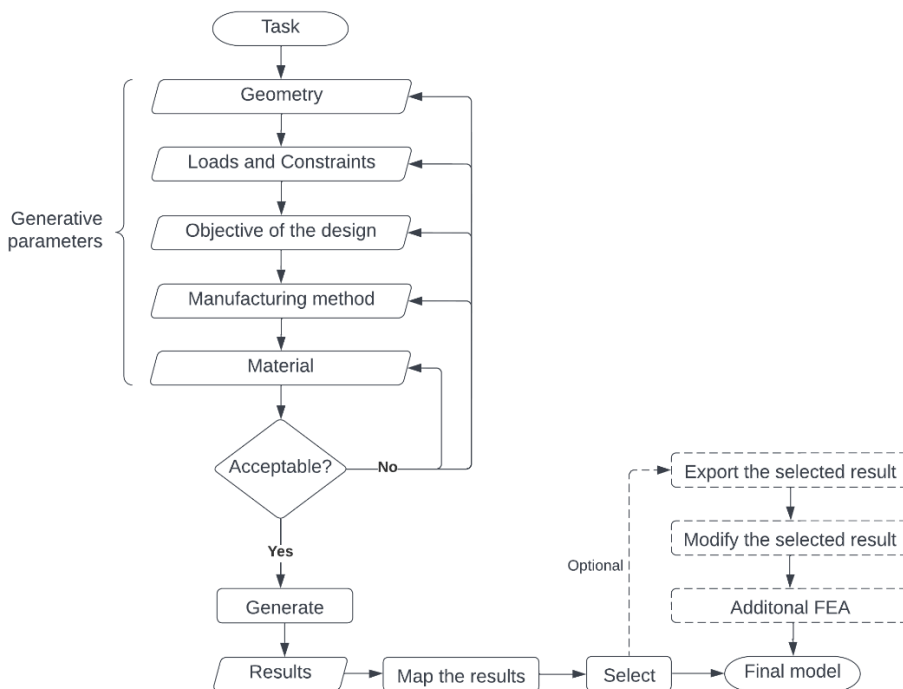 Task
Geometry
Loads and Constraints
Generative
parameters
Objective of the design
Manufacturing method
Material
Acceptable?
No
Yes
Generate
Results
Map the results
Select
Optional
Export the selected result
Modify the selected result
Additonal FEA
Final model